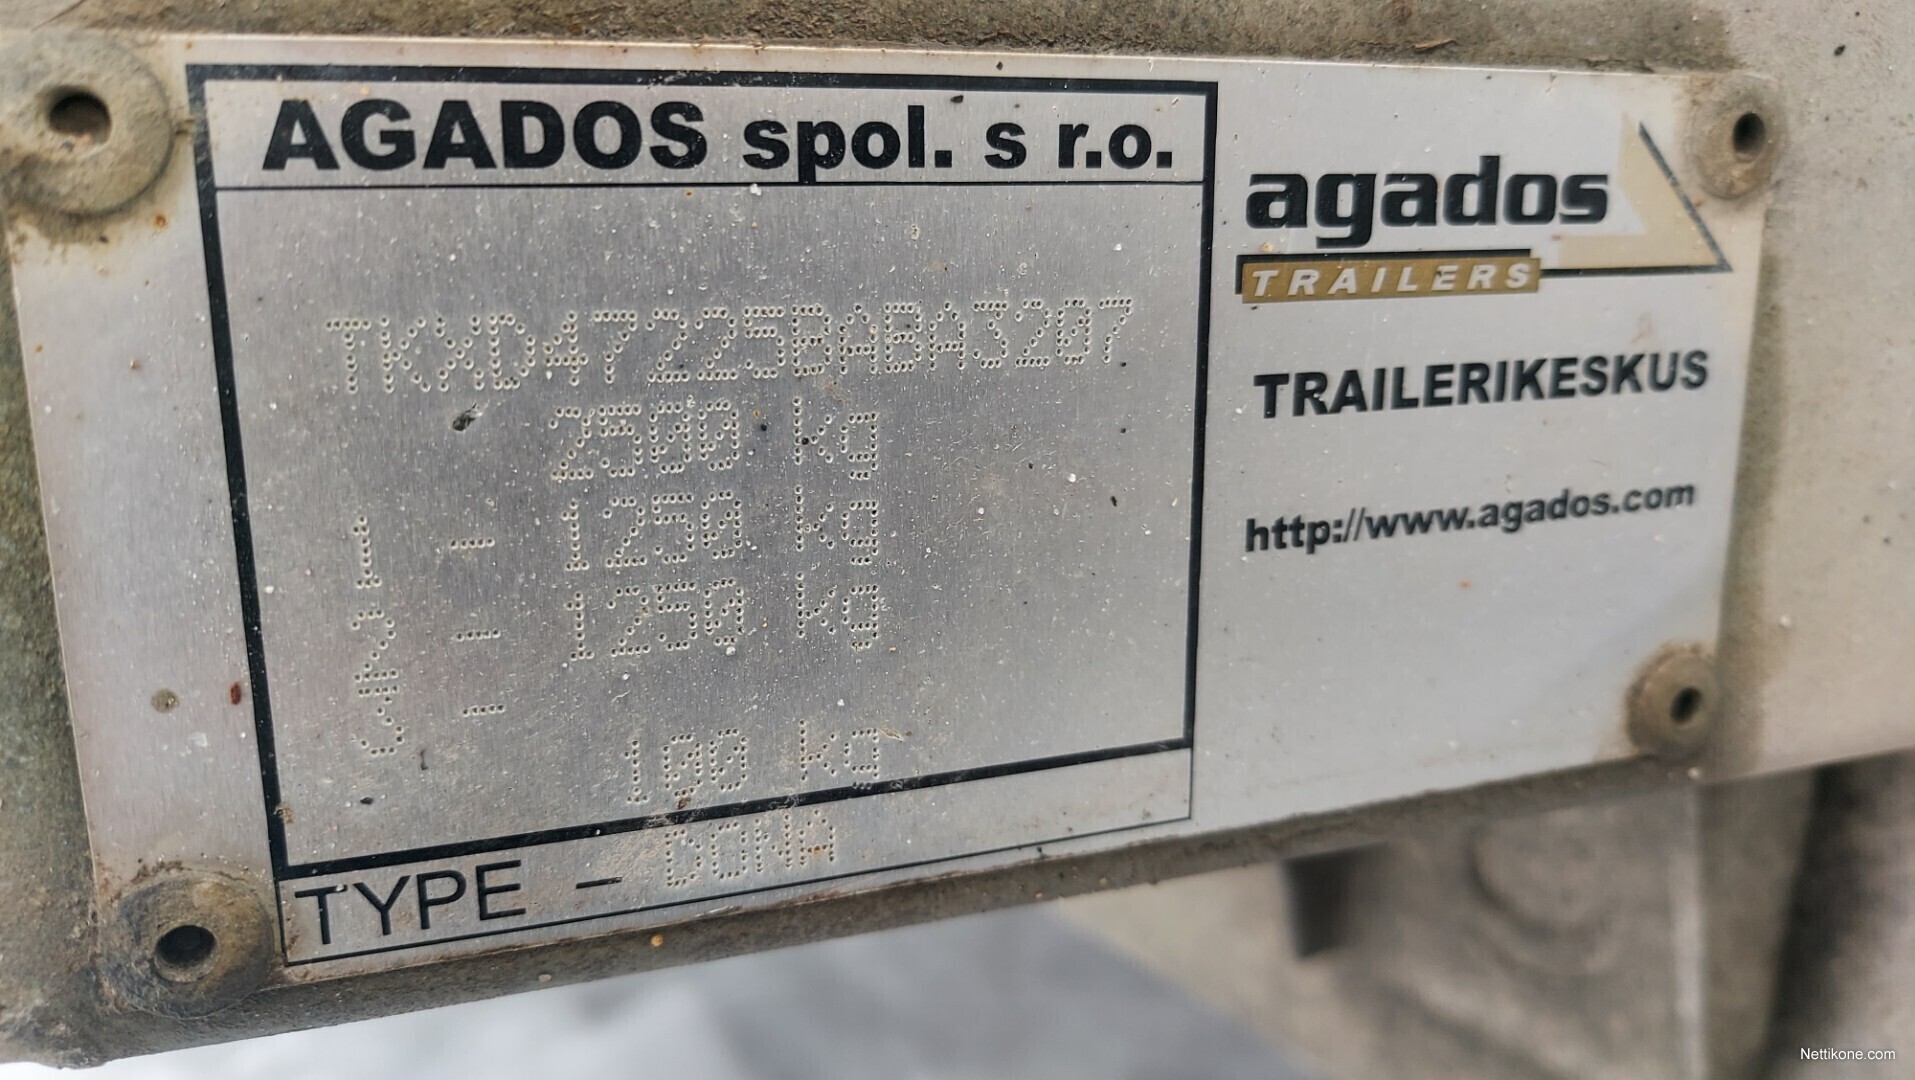 AGADOS spol. s r.o.
TKXD47225BABA3207
2500 kg
1 - 1250 kg
2 - 1250 kg
3 -
100 kg
TYPE - DONA
agados
TRAILERS
TRAILERIKESKUS
http://www.agados.com
Nettikone.com